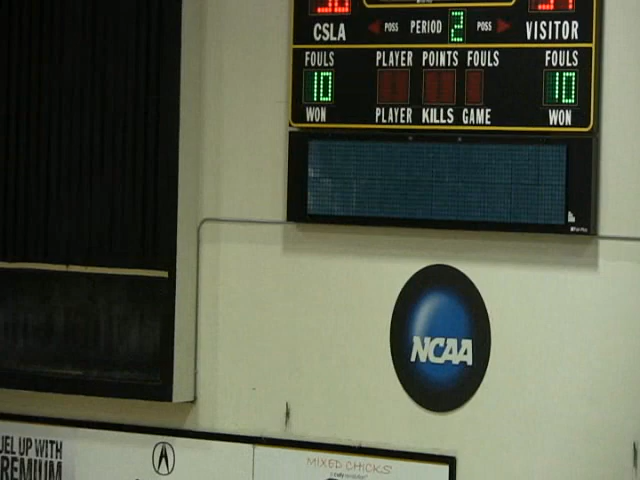 CSLA
POSS
PERIOD
2
POSS
VISITOR
FOULS
PLAYER
POINTS
FOULS
FOULS
10
10
WON
PLAYER
KILLS
GAME
WON
NCAA
UEL UP WITH
REMIUM
MIXED CHICKS